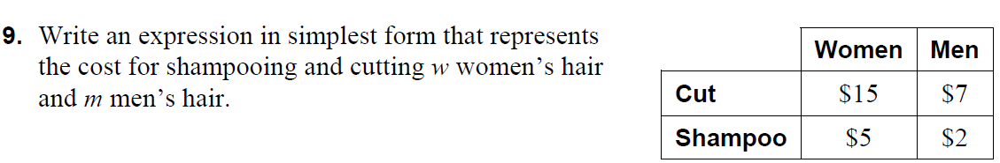 9. Write an expression in simplest form that represents
the cost for shampooing and cutting w women's hair
and m men's hair.
Women Men
Cut $15 $7
Shampoo $5 $2